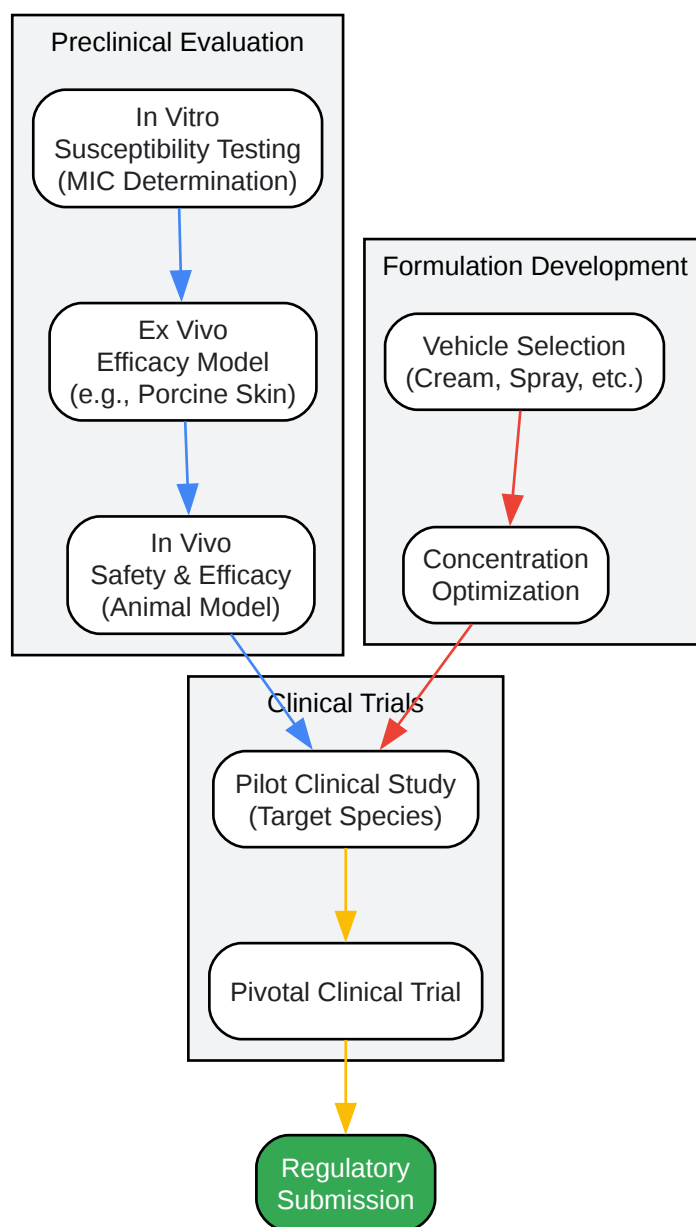 Preclinical Evaluation
In Vitro
Susceptibility Testing
(MIC Determination)
Ex Vivo
Efficacy Model
(e.g., Porcine Skin)
In Vivo
Safety & Efficacy
(Animal Model)
Formulation Development
Vehicle Selection
(Cream, Spray, etc.)
Concentration
Optimization
Clinical Trials
Pilot Clinical Study
(Target Species)
Pivotal Clinical Trial
Regulatory
Submission